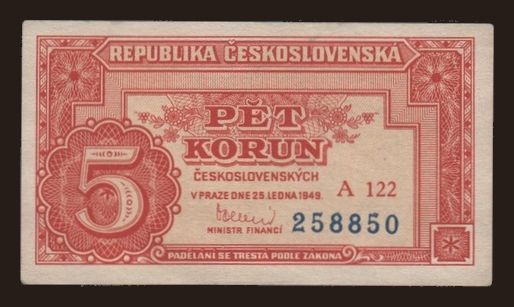 REPUBLIKA ČESKOSLOVENSKÁ
PĚT
KORUN
5
ČESKOSLOVENSKÝCH
V PRAZE DNE 25. LEDNA 1949.
A 122
MINISTR FINANCÍ
258850
PADĚLÁNÍ SE TRESTÁ PODLE ZÁKONA